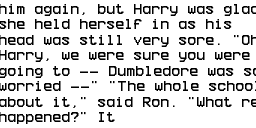 him again, but Harry was glad
she held herself in as his
head was still very sore. "Oh
Harry, we were sure you were
going to -- Dumbledore was so
worried --" "The whole school
about it," said Ron. "What re
happened?" It